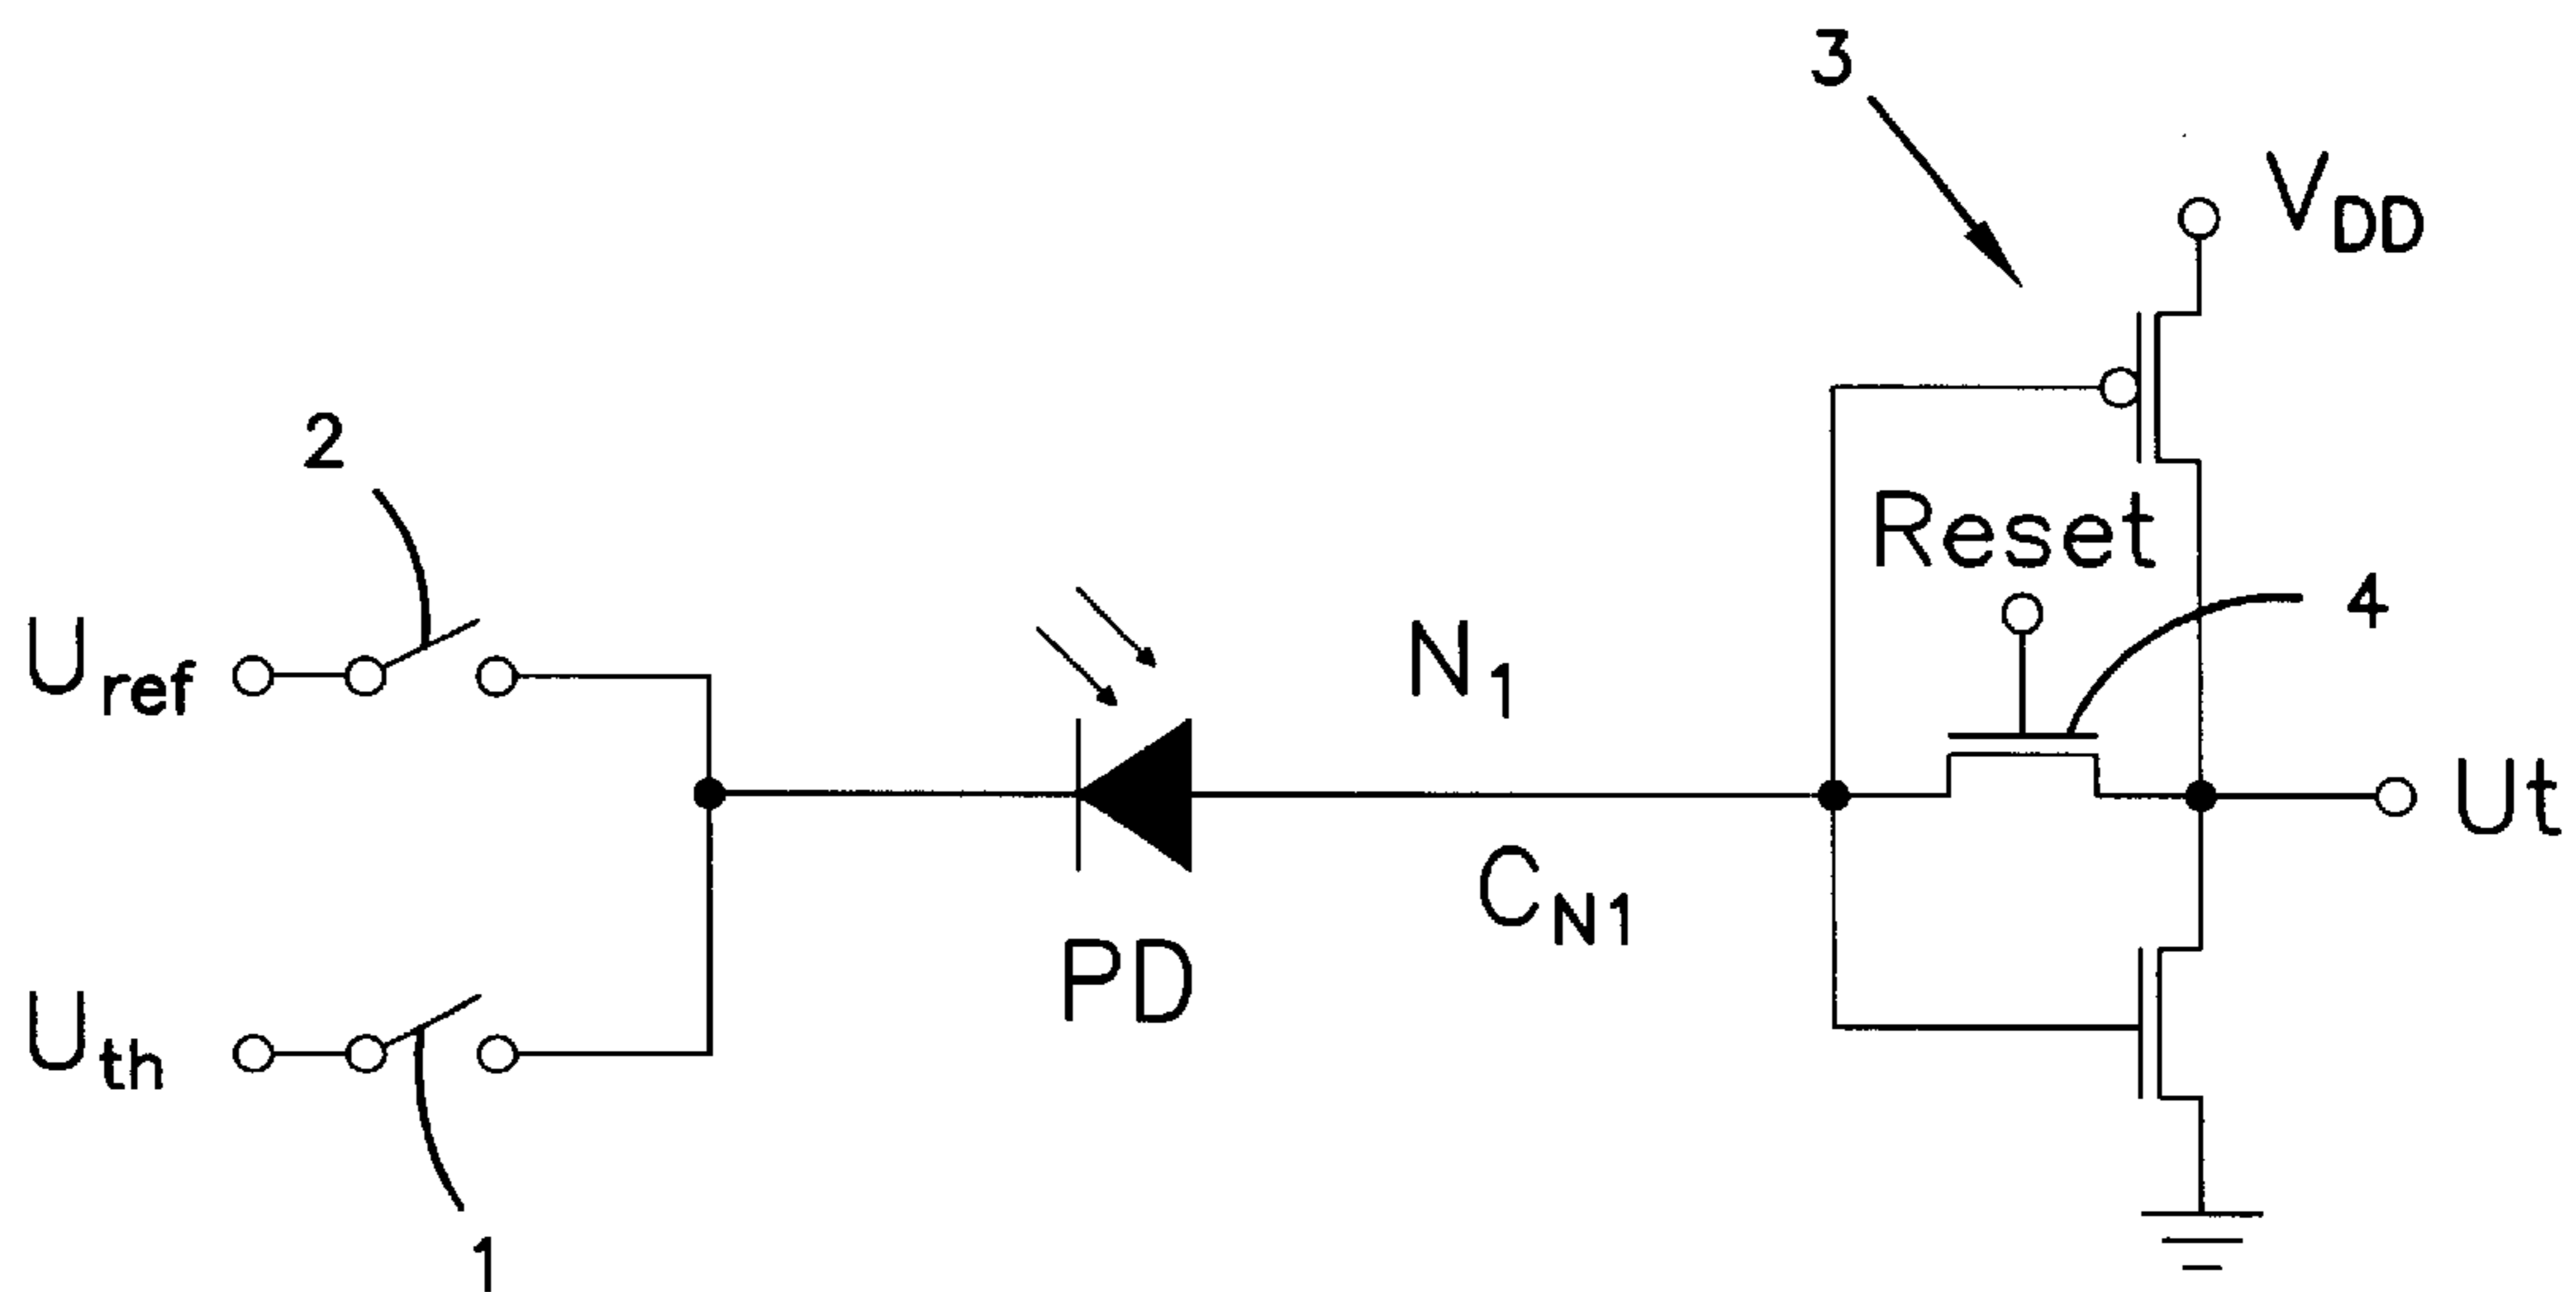 3
V_DD
2
Reset
4
U_ref
N_1
Ut
C_N1
PD
U_th
1